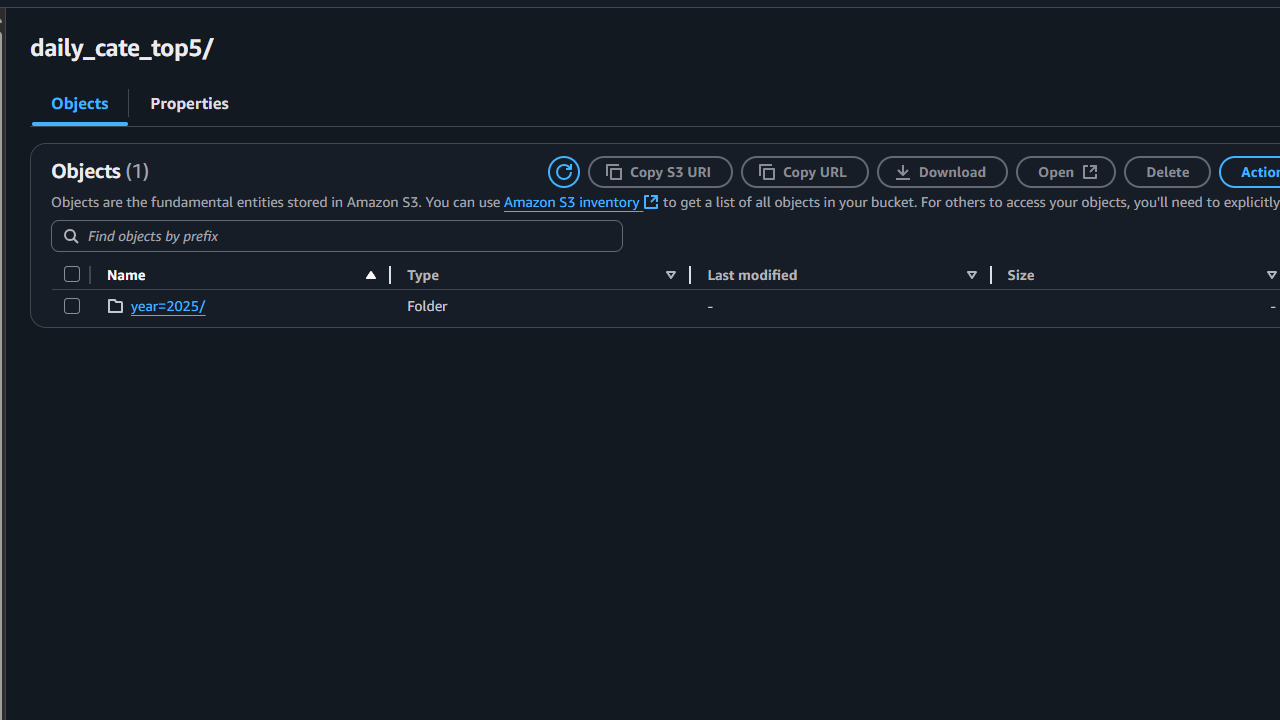 daily_cate_top5/
Objects
Properties
Objects (1)
Copy S3 URI
Copy URL
Download
Open
Delete
Objects are the fundamental entities stored in Amazon S3. You can use Amazon S3 inventory to get a list of all objects in your bucket. For others to access your objects, you'll need to explicitly
Find objects by prefix
Name Type Last modified Size
year=2025/ Folder - -